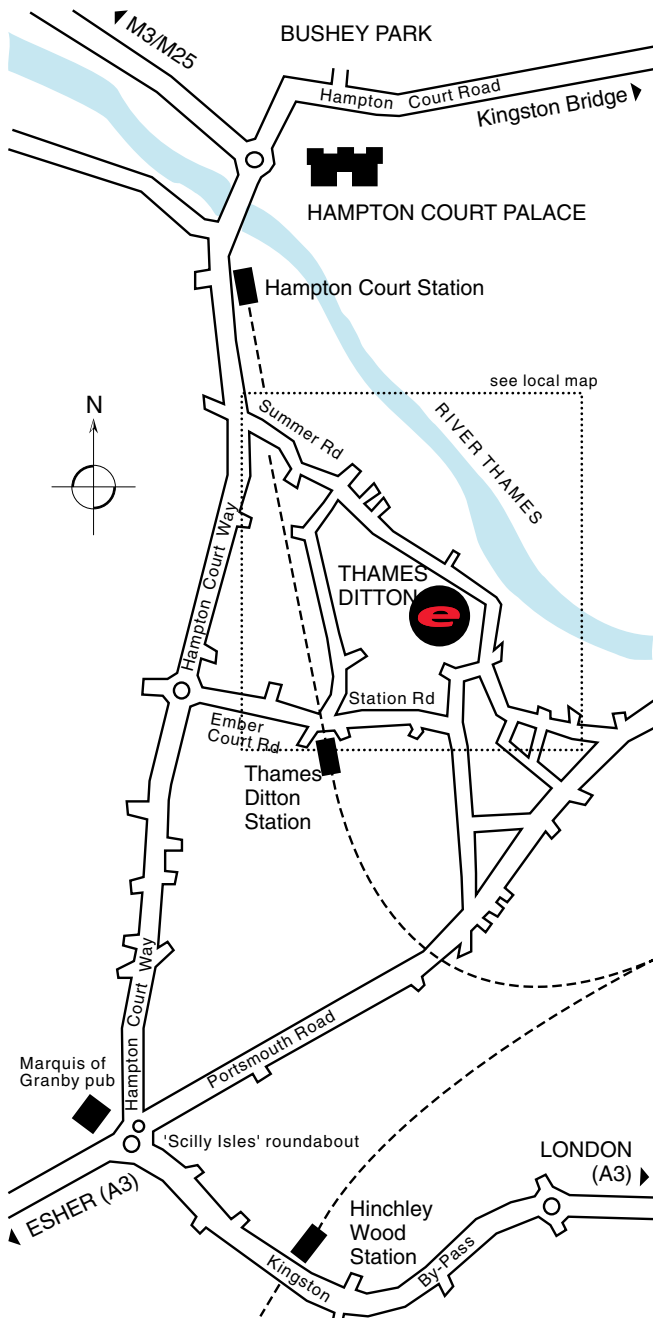 M3/M25
BUSHEY PARK
Hampton Court Road
Kingston Bridge
HAMPTON COURT PALACE
Hampton Court Station
see local map
N
Summer Rd
RIVER THAMES
Hampton Court Way
THAMES
DITTON
e
Station Rd
Ember
Court Rd
Thames
Ditton
Station
Hampton Court Way
Portsmouth Road
Marquis of
Granby pub
'Scilly Isles' roundabout
LONDON
(A3)
ESHER (A3)
Hinchley
Wood
Station
Kingston By-Pass